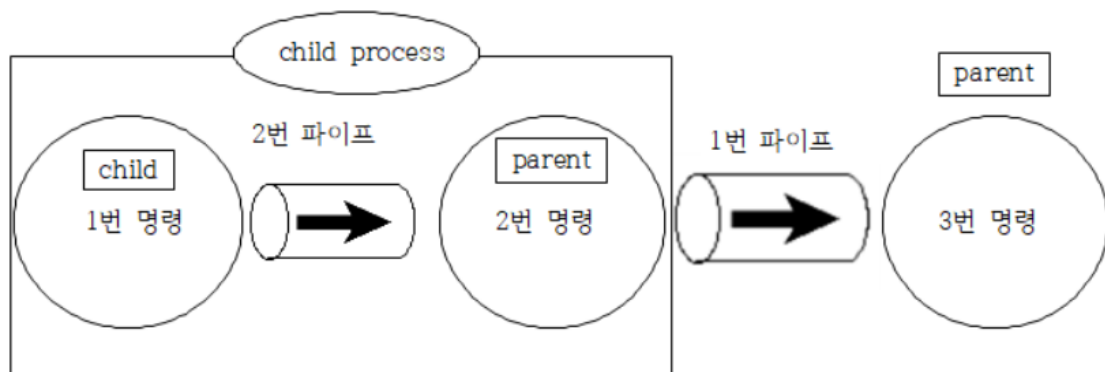 child process
parent
2번 파이프
1번 파이프
child
parent
1번 명령
2번 명령
3번 명령